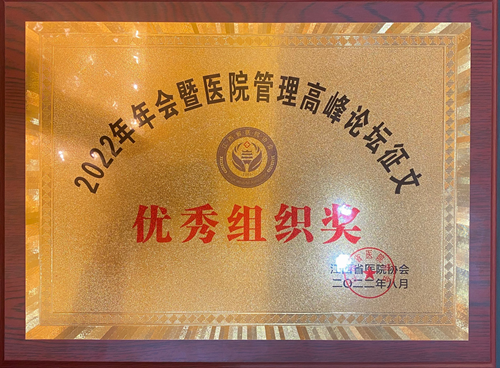 2022年年会暨医院管理高峰论坛征文
优秀组织奖
江西省医院协会
二〇二二年八月